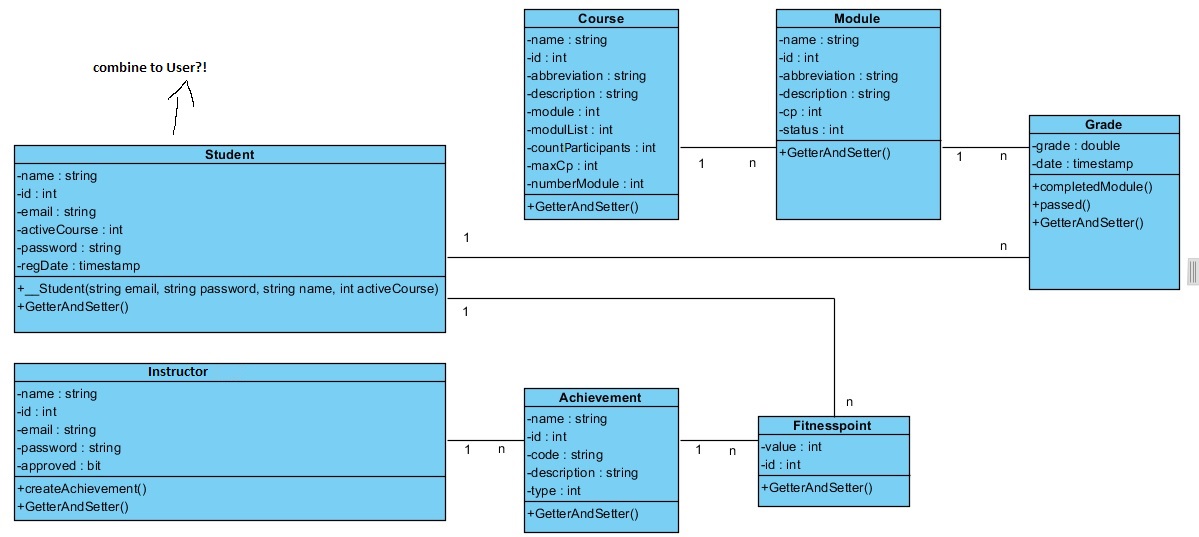 combine to User?!
Student
-name : string
-id : int
-email : string
-activeCourse : int
-password : string
-regDate : timestamp
+__Student(string email, string password, string name, int activeCourse)
+GetterAndSetter()
Course
-name : string
-id : int
-abbreviation : string
-description : string
-module : int
-modulList : int
-countParticipants : int
-maxCp : int
-numberModule : int
+GetterAndSetter()
1
n
Module
-name : string
-id : int
-abbreviation : string
-description : string
-cp : int
-status : int
+GetterAndSetter()
1
n
Grade
-grade : double
-date : timestamp
+completedModule()
+passed()
+GetterAndSetter()
1
n
1
n
Instructor
-name : string
-id : int
-email : string
-password : string
-approved : bit
+createAchievement()
+GetterAndSetter()
1
n
Achievement
-name : string
-id : int
-code : string
-description : string
-type : int
+GetterAndSetter()
1
n
Fitnesspoint
-value : int
-id : int
+GetterAndSetter()